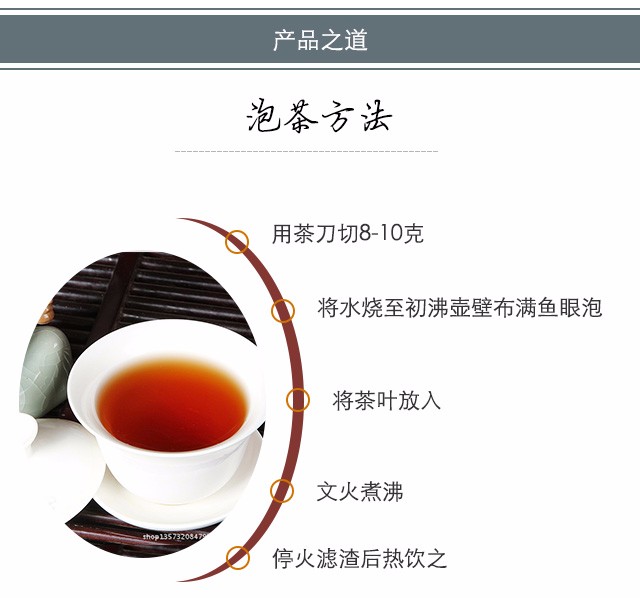 产品之道
泡茶方法
用茶刀切8-10克
将水烧至初沸壶壁布满鱼眼泡
将茶叶放入
文火煮沸
停火滤渣后热饮之